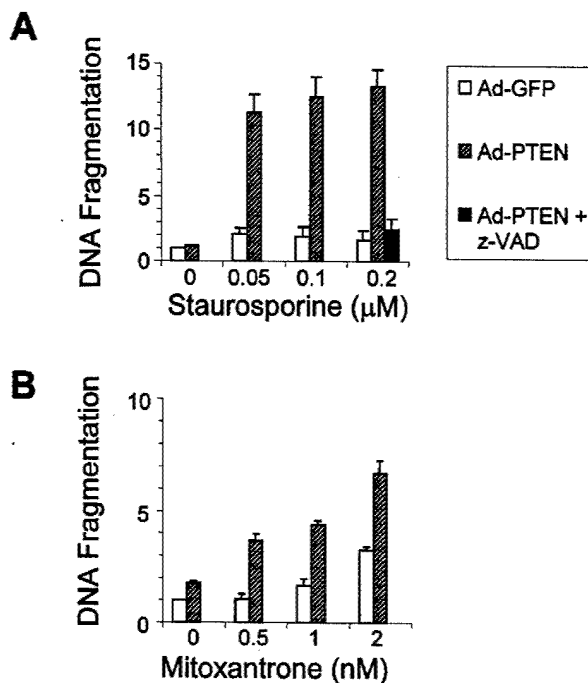 A
DNA Fragmentation
15
10
5
0
0 0.05 0.1 0.2
Staurosporine (μM)
Ad-GFP
Ad-PTEN
Ad-PTEN +
z-VAD
B
DNA Fragmentation
10
5
0
0 0.5 1 2
Mitoxantrone (nM)